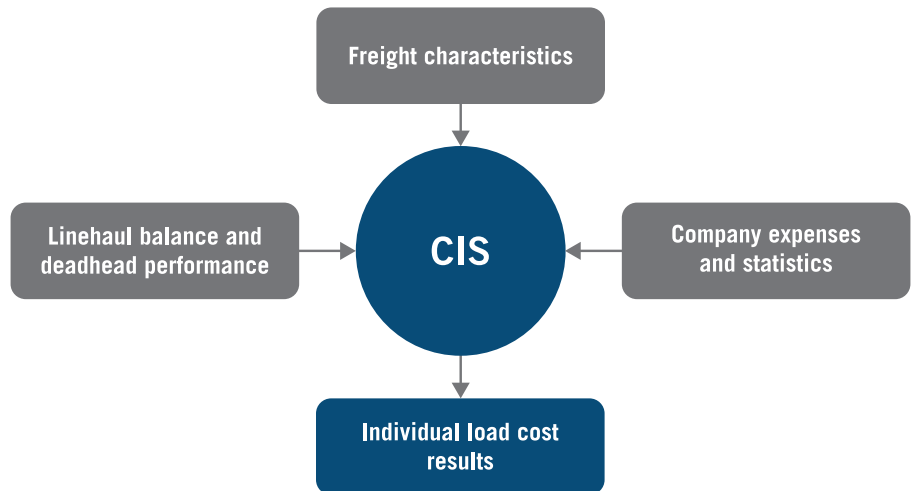 Freight characteristics
Linehaul balance and
deadhead performance
CIS
Company expenses
and statistics
Individual load cost
results